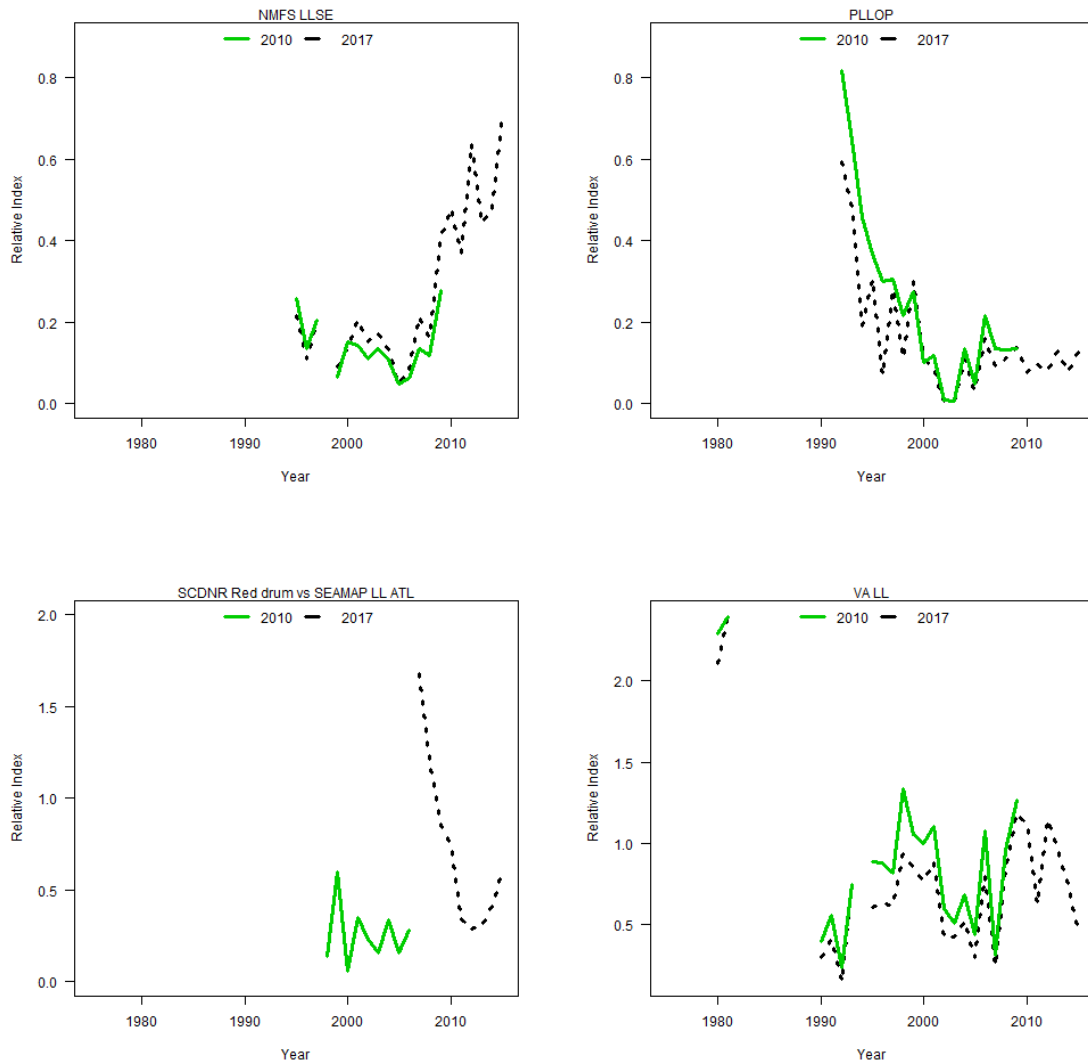 NMFS LLSE
2010 2017
Relative Index
0.8
0.6
0.4
0.2
0.0
1980 1990 2000 2010
Year
PLLOP
2010 2017
Relative Index
0.8
0.6
0.4
0.2
0.0
1980 1990 2000 2010
Year
SCDNR Red drum vs SEAMAP LL ATL
2010 2017
Relative Index
2.0
1.5
1.0
0.5
0.0
1980 1990 2000 2010
Year
VA LL
2010 2017
Relative Index
2.0
1.5
1.0
0.5
1980 1990 2000 2010
Year